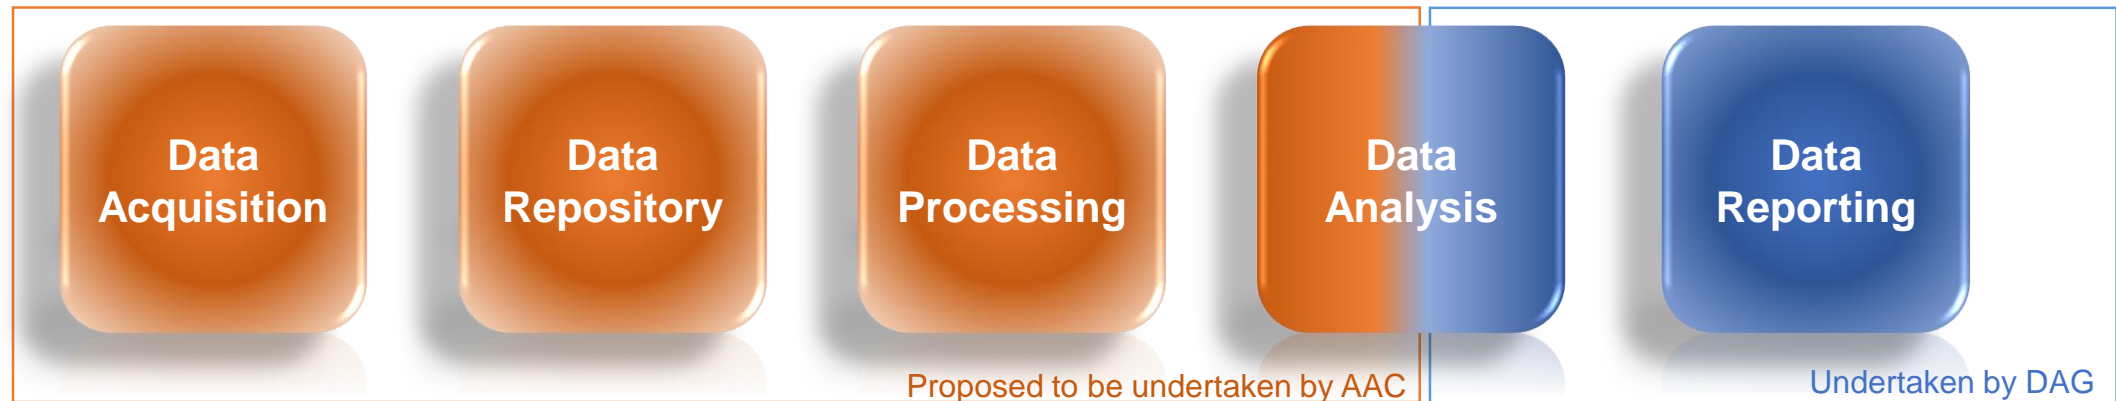 Data
Acquisition
Data
Repository
Data
Processing
Data
Analysis
Data
Reporting
Proposed to be undertaken by AAC
Undertaken by DAG